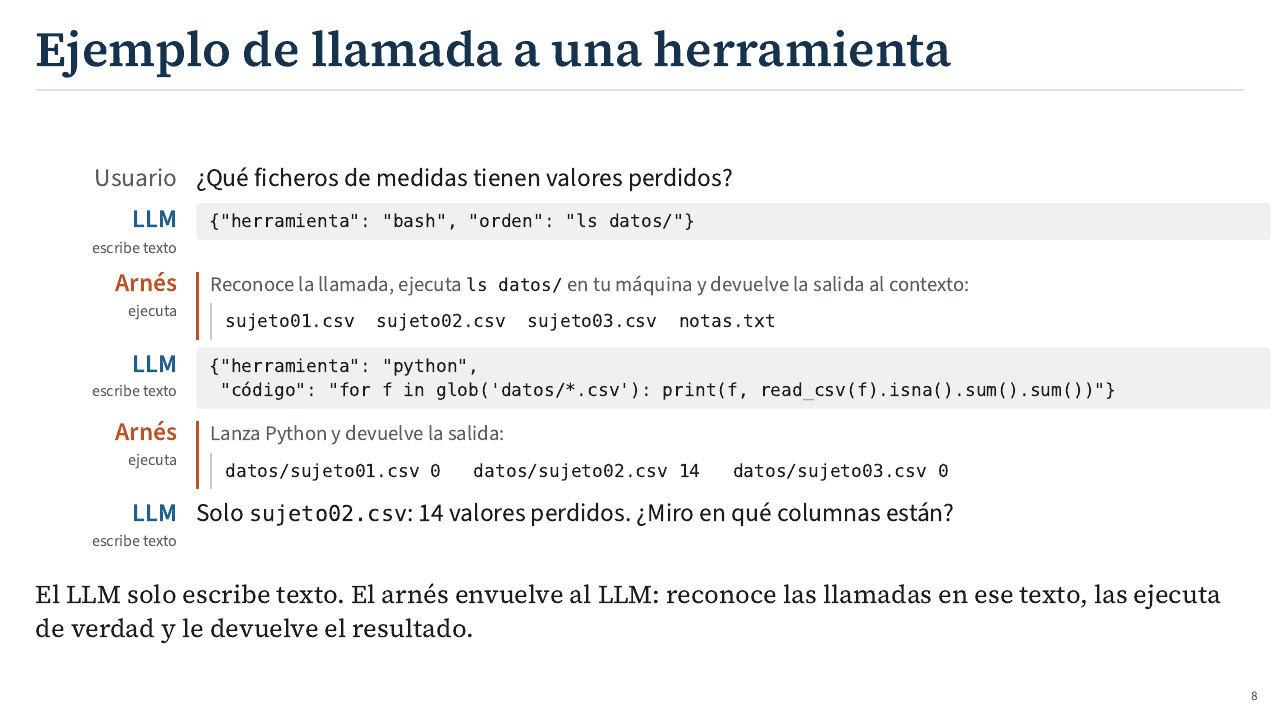 Ejemplo de llamada a una herramienta
Usuario ¿Qué ficheros de medidas tienen valores perdidos?
LLM {"herramienta": "bash", "orden": "ls datos/"}
escribe texto
Arnés Reconoce la llamada, ejecuta ls datos/ en tu máquina y devuelve la salida al contexto:
ejecuta sujeto01.csv sujeto02.csv sujeto03.csv notas.txt
LLM {"herramienta": "python",
escribe texto "código": "for f in glob('datos/*.csv'): print(f, read_csv(f).isna().sum().sum())"}
Arnés Lanza Python y devuelve la salida:
ejecuta datos/sujeto01.csv 0 datos/sujeto02.csv 14 datos/sujeto03.csv 0
LLM Solo sujeto02.csv: 14 valores perdidos. ¿Miro en qué columnas están?
escribe texto
El LLM solo escribe texto. El arnés envuelve al LLM: reconoce las llamadas en ese texto, las ejecuta
de verdad y le devuelve el resultado.
8